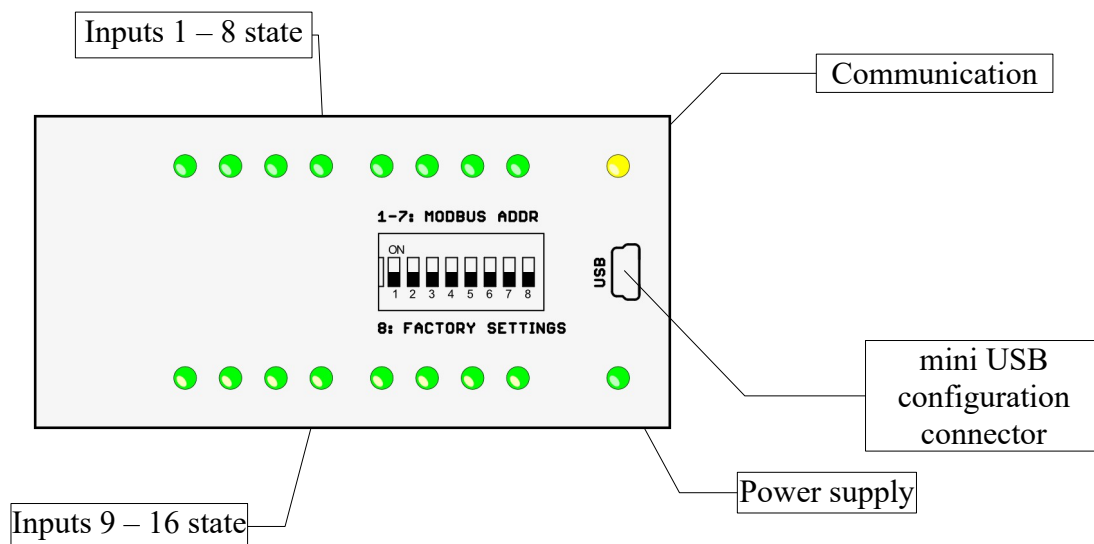 Inputs 1 – 8 state
Communication
1-7: MODBUS ADDR
ON
1 2 3 4 5 6 7 8
USB
8: FACTORY SETTINGS
mini USB
configuration
connector
Power supply
Inputs 9 – 16 state